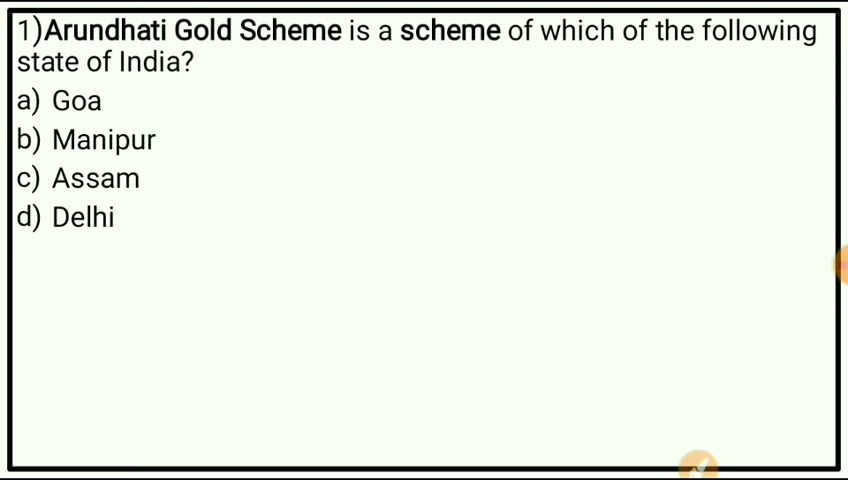 1)Arundhati Gold Scheme is a scheme of which of the following
state of India?
a) Goa
b) Manipur
c) Assam
d) Delhi